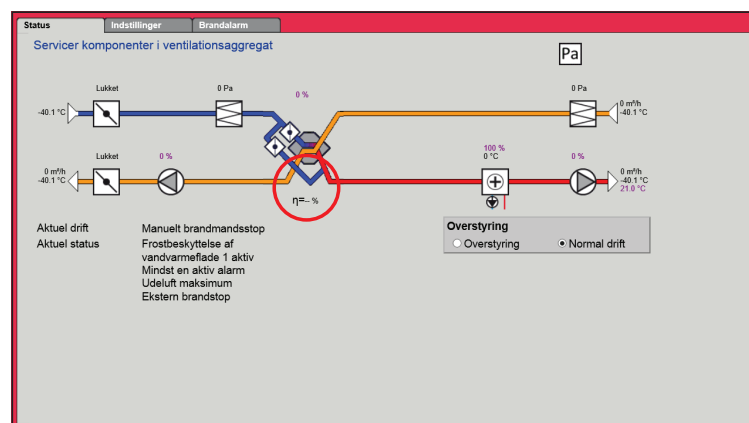 Status Indstillinger Brandalarm
Servicer komponenter i ventilationsaggregat
Pa
Lukket 0 Pa 0 % 0 Pa
-40.1 °C 0 m³/h
-40.1 °C
Lukket 0 % 100 % 0 %
0 °C
0 m³/h
-40.1 °C
0 m³/h
-40.1 °C
21.0 °C
η=-- %
Aktuel drift Manuelt brandmandsstop
Aktuel status Frostbeskyttelse af
vandvarmeflade 1 aktiv
Mindst en aktiv alarm
Udeluft maksimum
Ekstern brandstop
Overstyring
Overstyring Normal drift